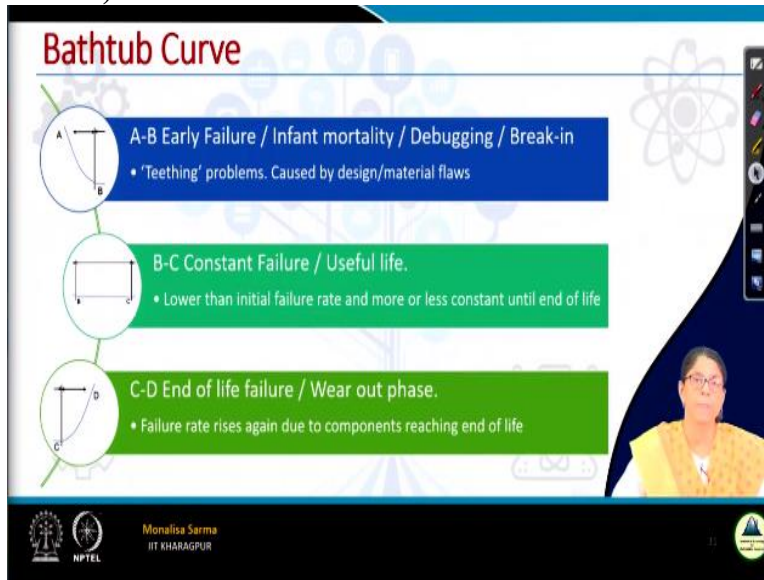 Bathtub Curve
A
B
A-B Early Failure / Infant mortality / Debugging / Break-in
• 'Teething' problems. Caused by design/material flaws
B
C
B-C Constant Failure / Useful life.
• Lower than initial failure rate and more or less constant until end of life
D
C
C-D End of life failure / Wear out phase.
• Failure rate rises again due to components reaching end of life
NPTEL
Monalisa Sarma
IIT KHARAGPUR